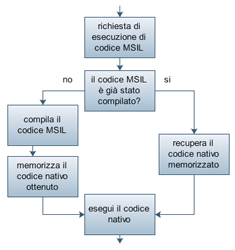 richiesta di
esecuzione di
codice MSIL
no
il codice MSIL
è già stato
compilato?
si
compila il
codice MSIL
recupera il
codice nativo
memorizzato
memorizza il
codice nativo
ottenuto
esegui il codice
nativo